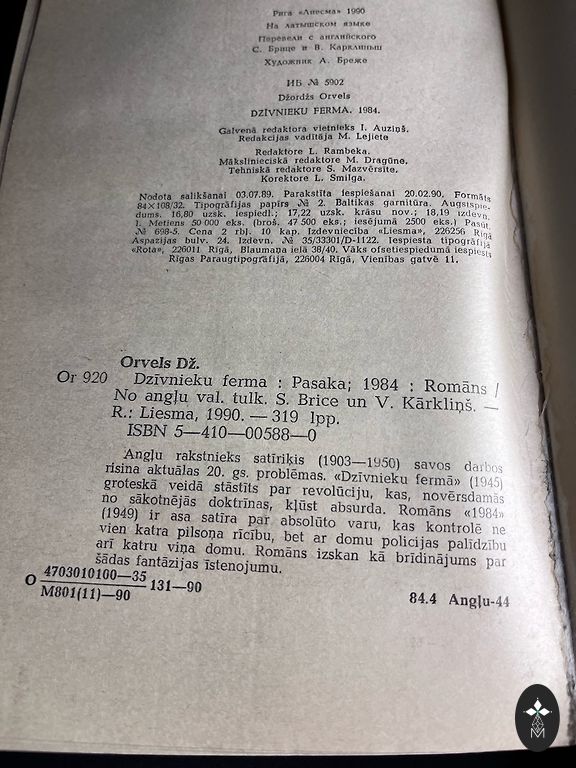 Рига «Лиесма» 1990
На латышском языке
Перевели с английского
С. Брице и В. Карклиньш
Художник А. Бреже
ИБ № 5902
Džordžs Orvels
DZĪVNIEKU FERMA. 1984.
Galvenā redaktora vietnieks I. Auziņš.
Redakcijas vadītāja M. Lejiete
Redaktore L. Rambeka.
Mākslinieciskā redaktore M. Dragūne.
Tehniskā redaktore S. Mazvērsite.
Korektore L. Smilga.
Nodota salikšanai 03.07.89. Parakstīta iespiešanai 20.02.90. Formāts
84×108/32. Tipogrāfijas papīrs № 2. Baltikas garnitūra. Augstspie-
dums. 16,80 uzsk. iespiedl.; 17,22 uzsk. krāsu nov.; 18,19 izdevn.
l. Metiens 50 000 eks. (broš. 47 500 eks.; iesējumā 2500 eks.) Pasūt.
№ 698-5. Cena 2 rbļ. 10 kap. Izdevniecība «Liesma», 226256 Rīgā
Aspazijas bulv. 24. Izdevn. № 35/33301/D-1122. Iespiesta tipogrāfijā
«Rota», 226011 Rīgā, Blaumaņa ielā 38/40. Vāks ofsetiespiedumā iespiests
Rīgas Paraugtipogrāfijā, 226004 Rīgā, Vienības gatvē 11.
Orvels Dž.
Or 920 Dzīvnieku ferma : Pasaka; 1984 : Romāns /
No angļu val. tulk. S. Brice un V. Kārkliņš. —
R.: Liesma, 1990. — 319 lpp.
ISBN 5—410—00588—0
Angļu rakstnieks satīriķis (1903—1950) savos darbos
risina aktuālas 20. gs. problēmas. «Dzīvnieku fermā» (1945)
groteskā veidā stāstīts par revolūciju, kas, novērsdamās
no sākotnējās doktrīnas, kļūst absurda. Romāns «1984»
(1949) ir asa satīra par absolūto varu, kas kontrolē ne
vien katra pilsoņa rīcību, bet ar domu policijas palīdzību
arī katru viņa domu. Romāns izskan kā brīdinājums par
šādas fantāzijas īstenojumu.
O 4703010100—35
M801(11)—90 131—90
84.4 Angļu-44
M